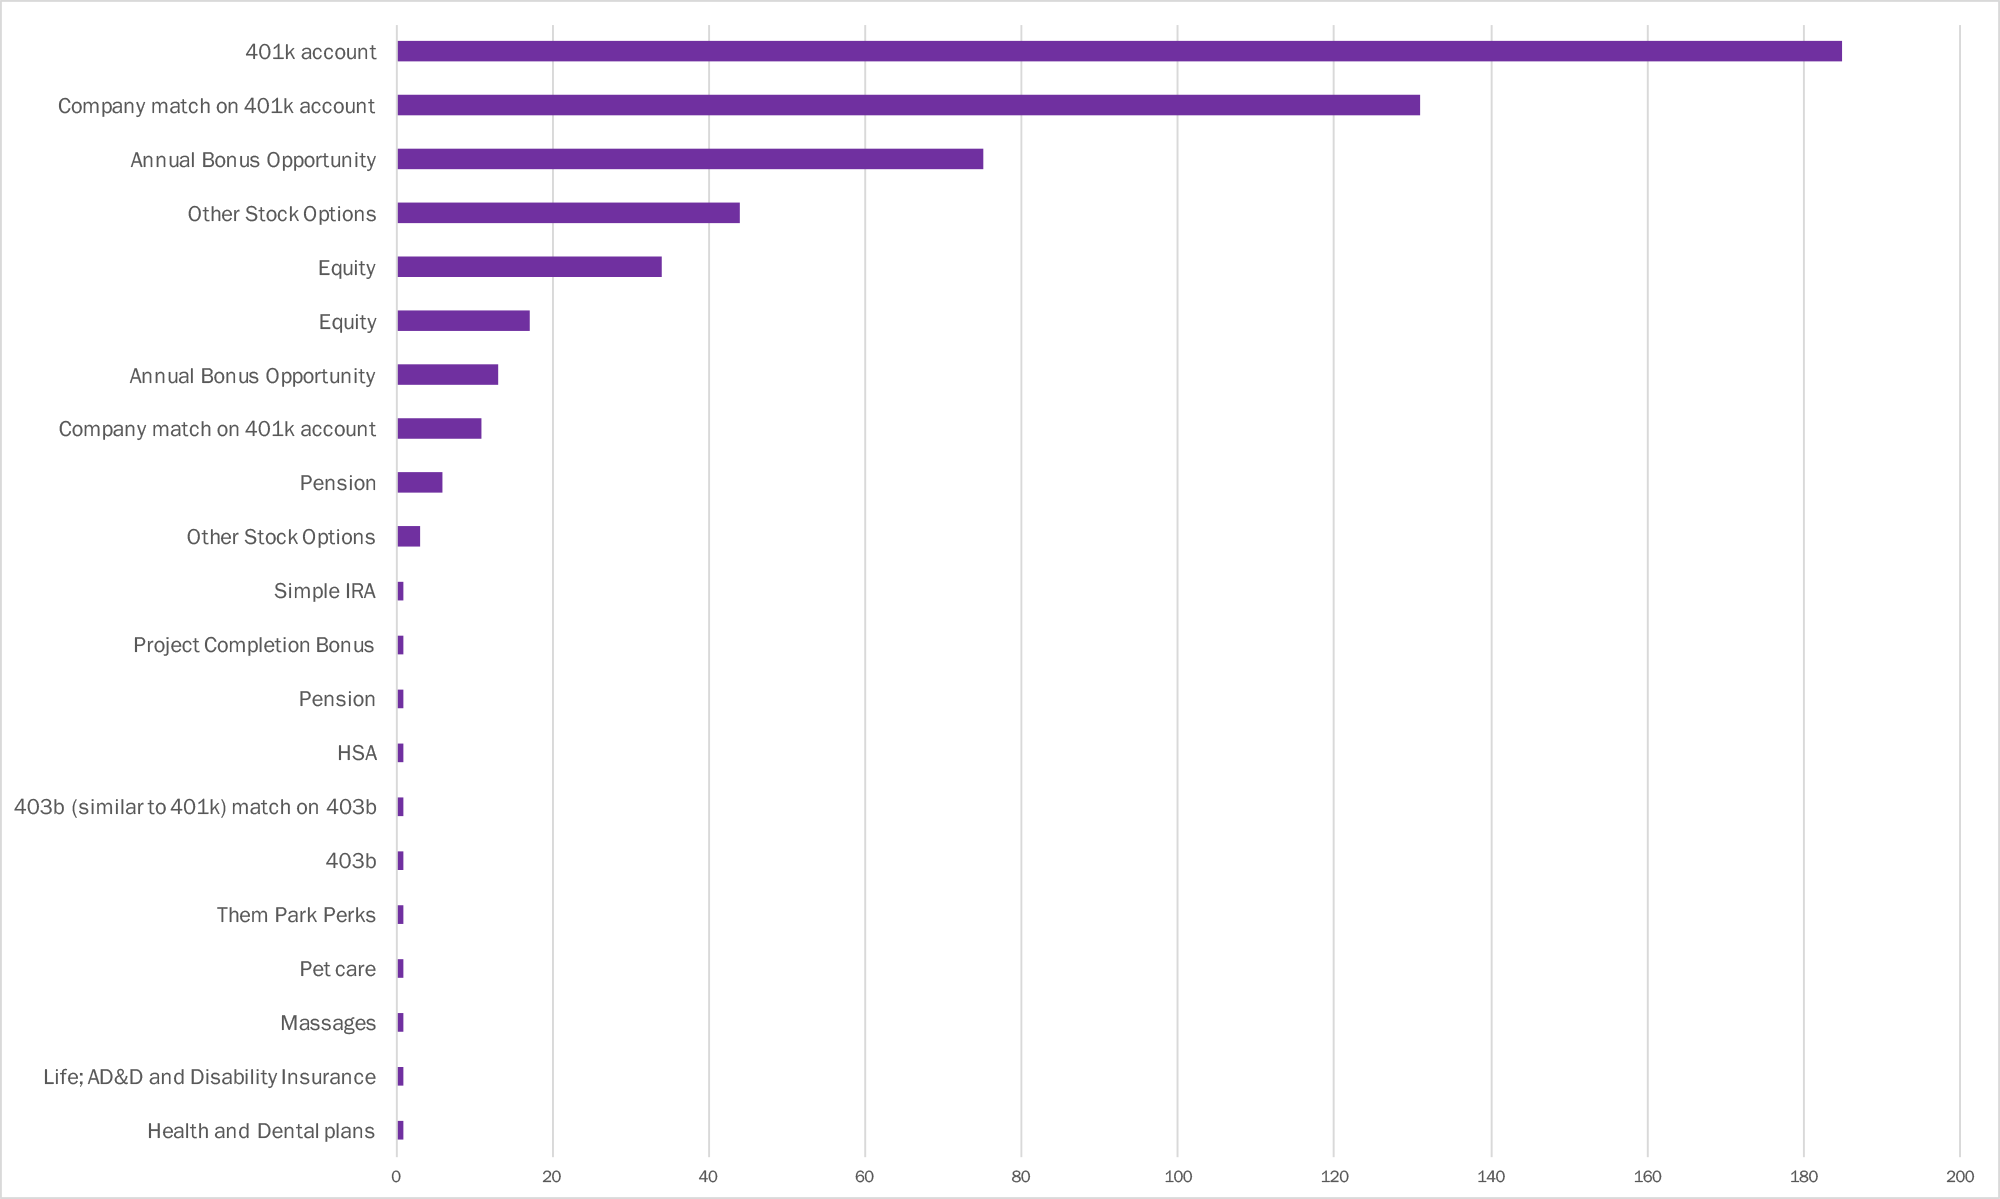 401k account
Company match on 401k account
Annual Bonus Opportunity
Other Stock Options
Equity
Equity
Annual Bonus Opportunity
Company match on 401k account
Pension
Other Stock Options
Simple IRA
Project Completion Bonus
Pension
HSA
403b (similar to 401k) match on 403b
403b
Them Park Perks
Pet care
Massages
Life; AD&D and Disability Insurance
Health and Dental plans
0 20 40 60 80 100 120 140 160 180 200